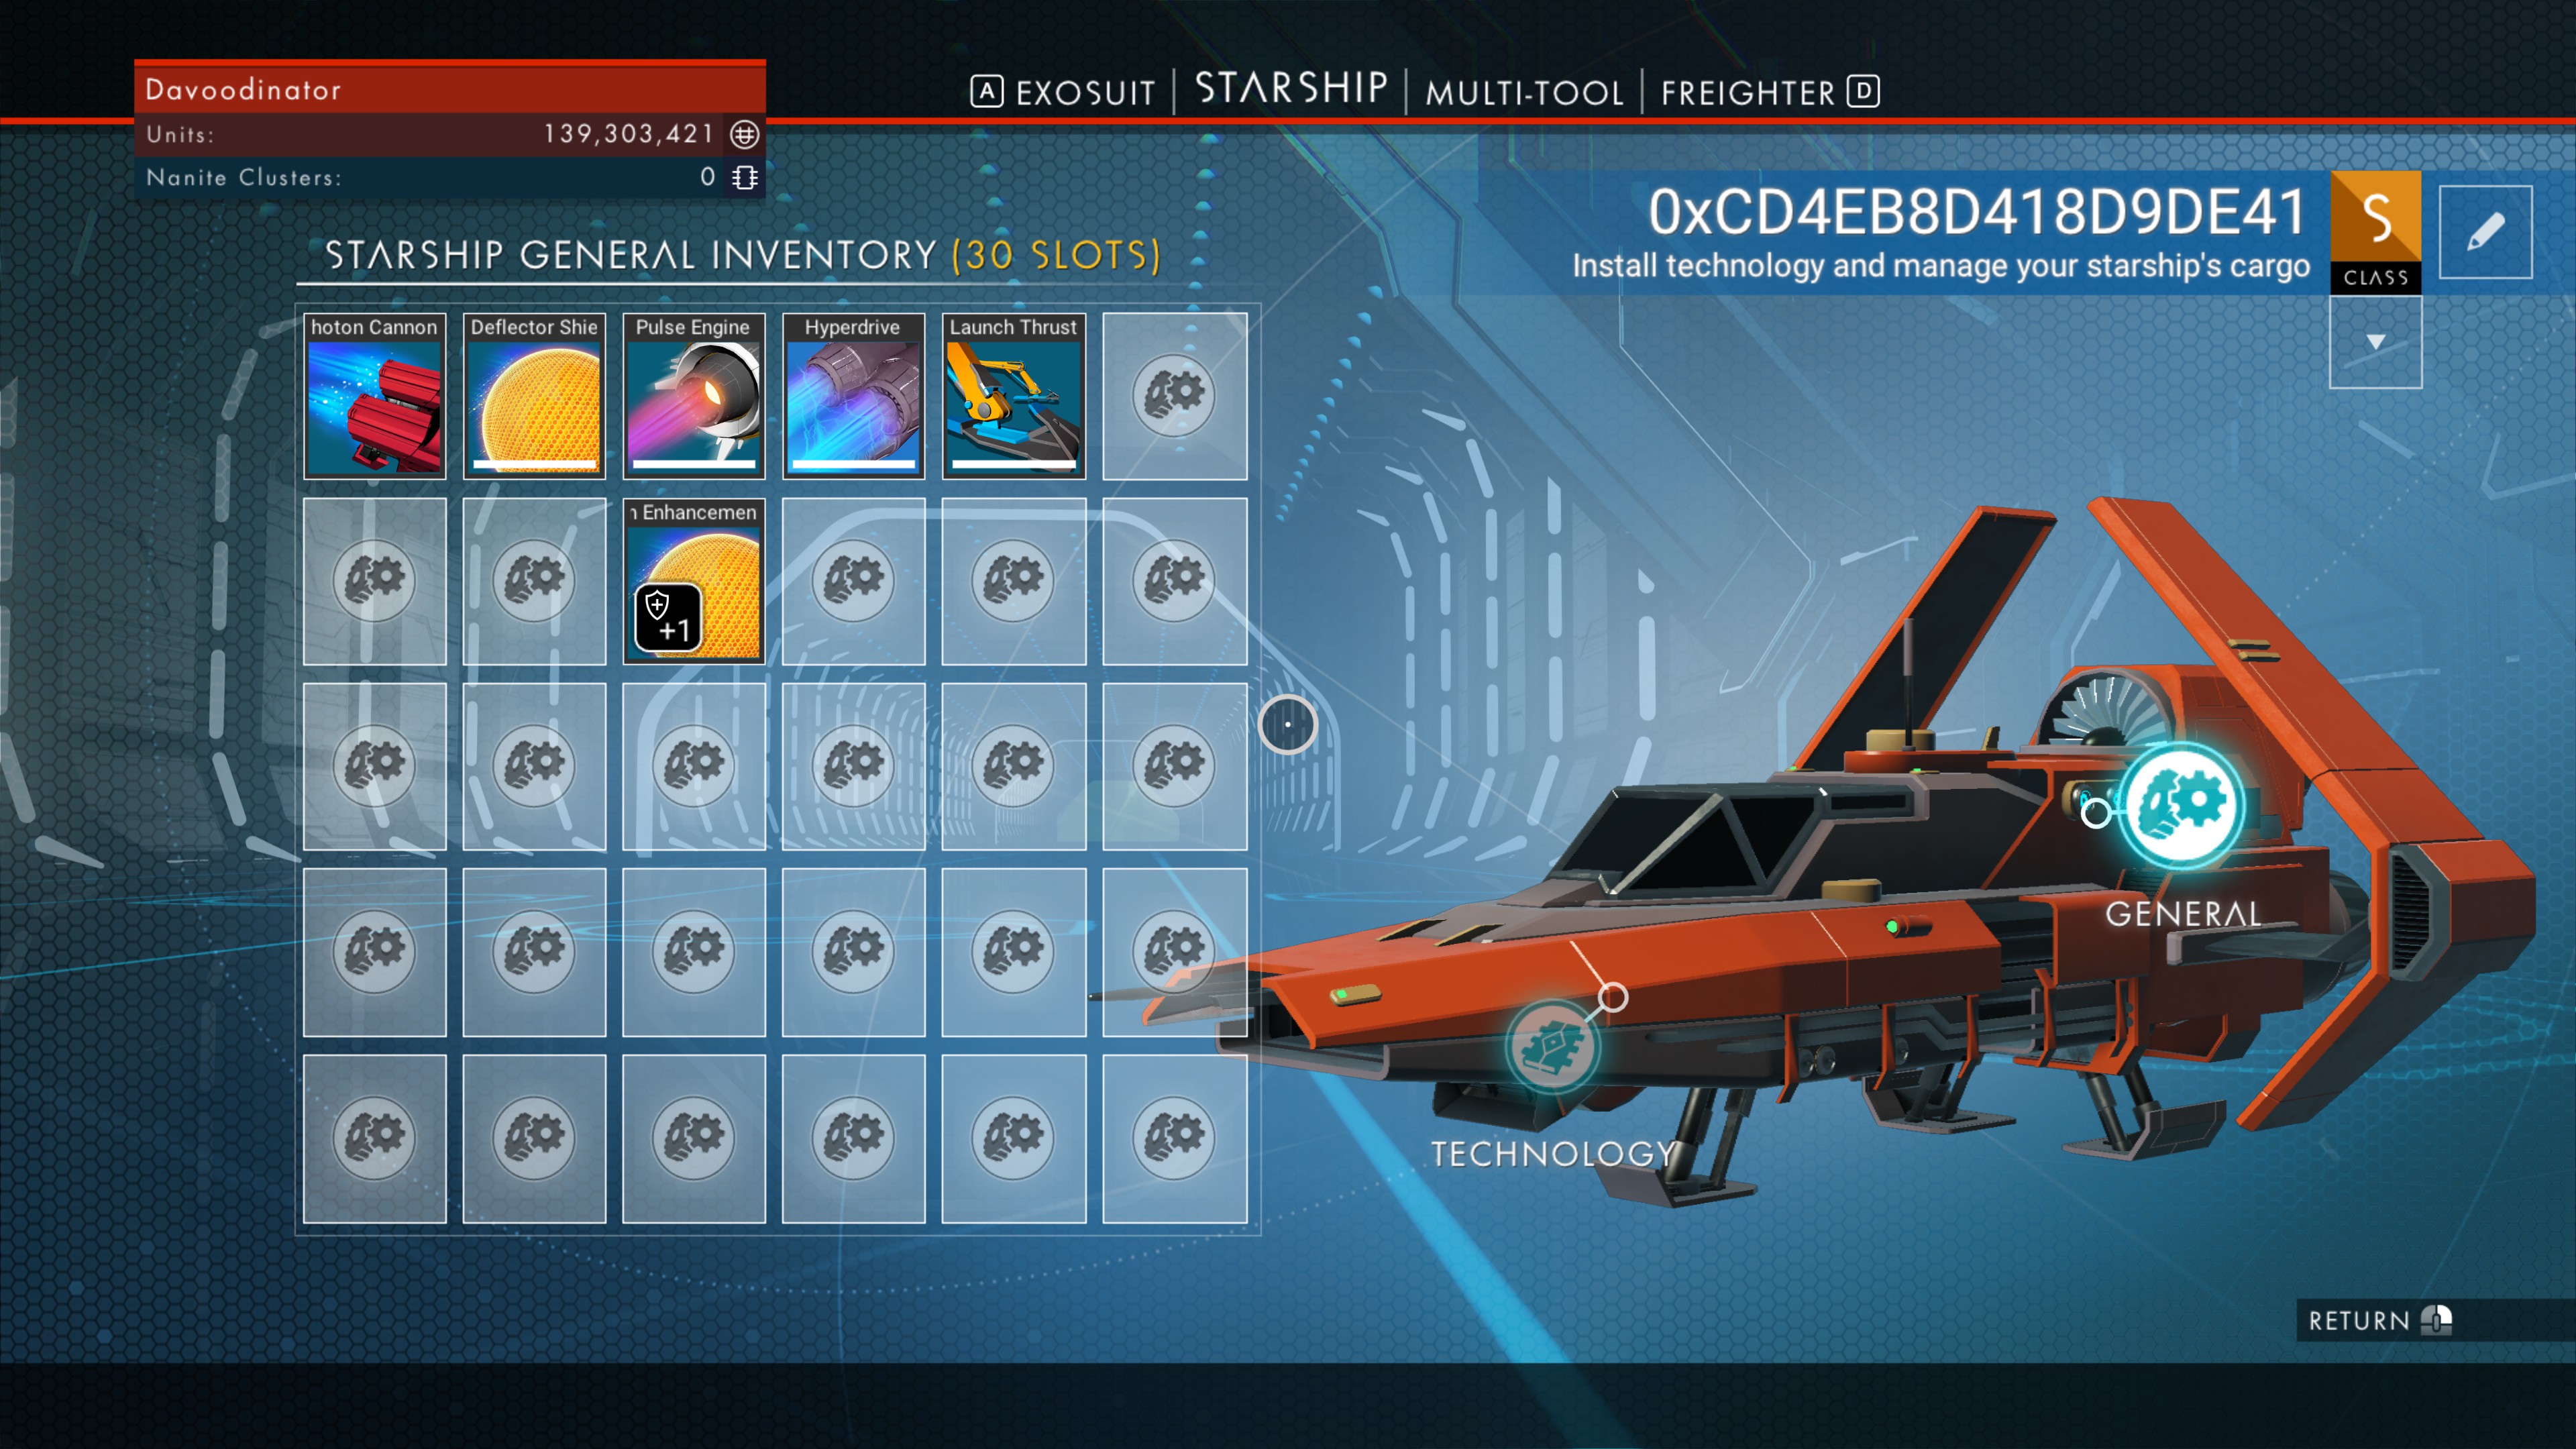 Davoodinator
Units: 139,303,421
Nanite Clusters: 0
A EXOSUIT STARSHIP MULTI-TOOL FREIGHTER D
0xCD4EB8D418D9DE41
Install technology and manage your starship's cargo
S
CLASS
STARSHIP GENERAL INVENTORY (30 SLOTS)
hoton Cannon Deflector Shie Pulse Engine Hyperdrive Launch Thrust
n Enhancemen
+1
GENERAL
TECHNOLOGY
RETURN